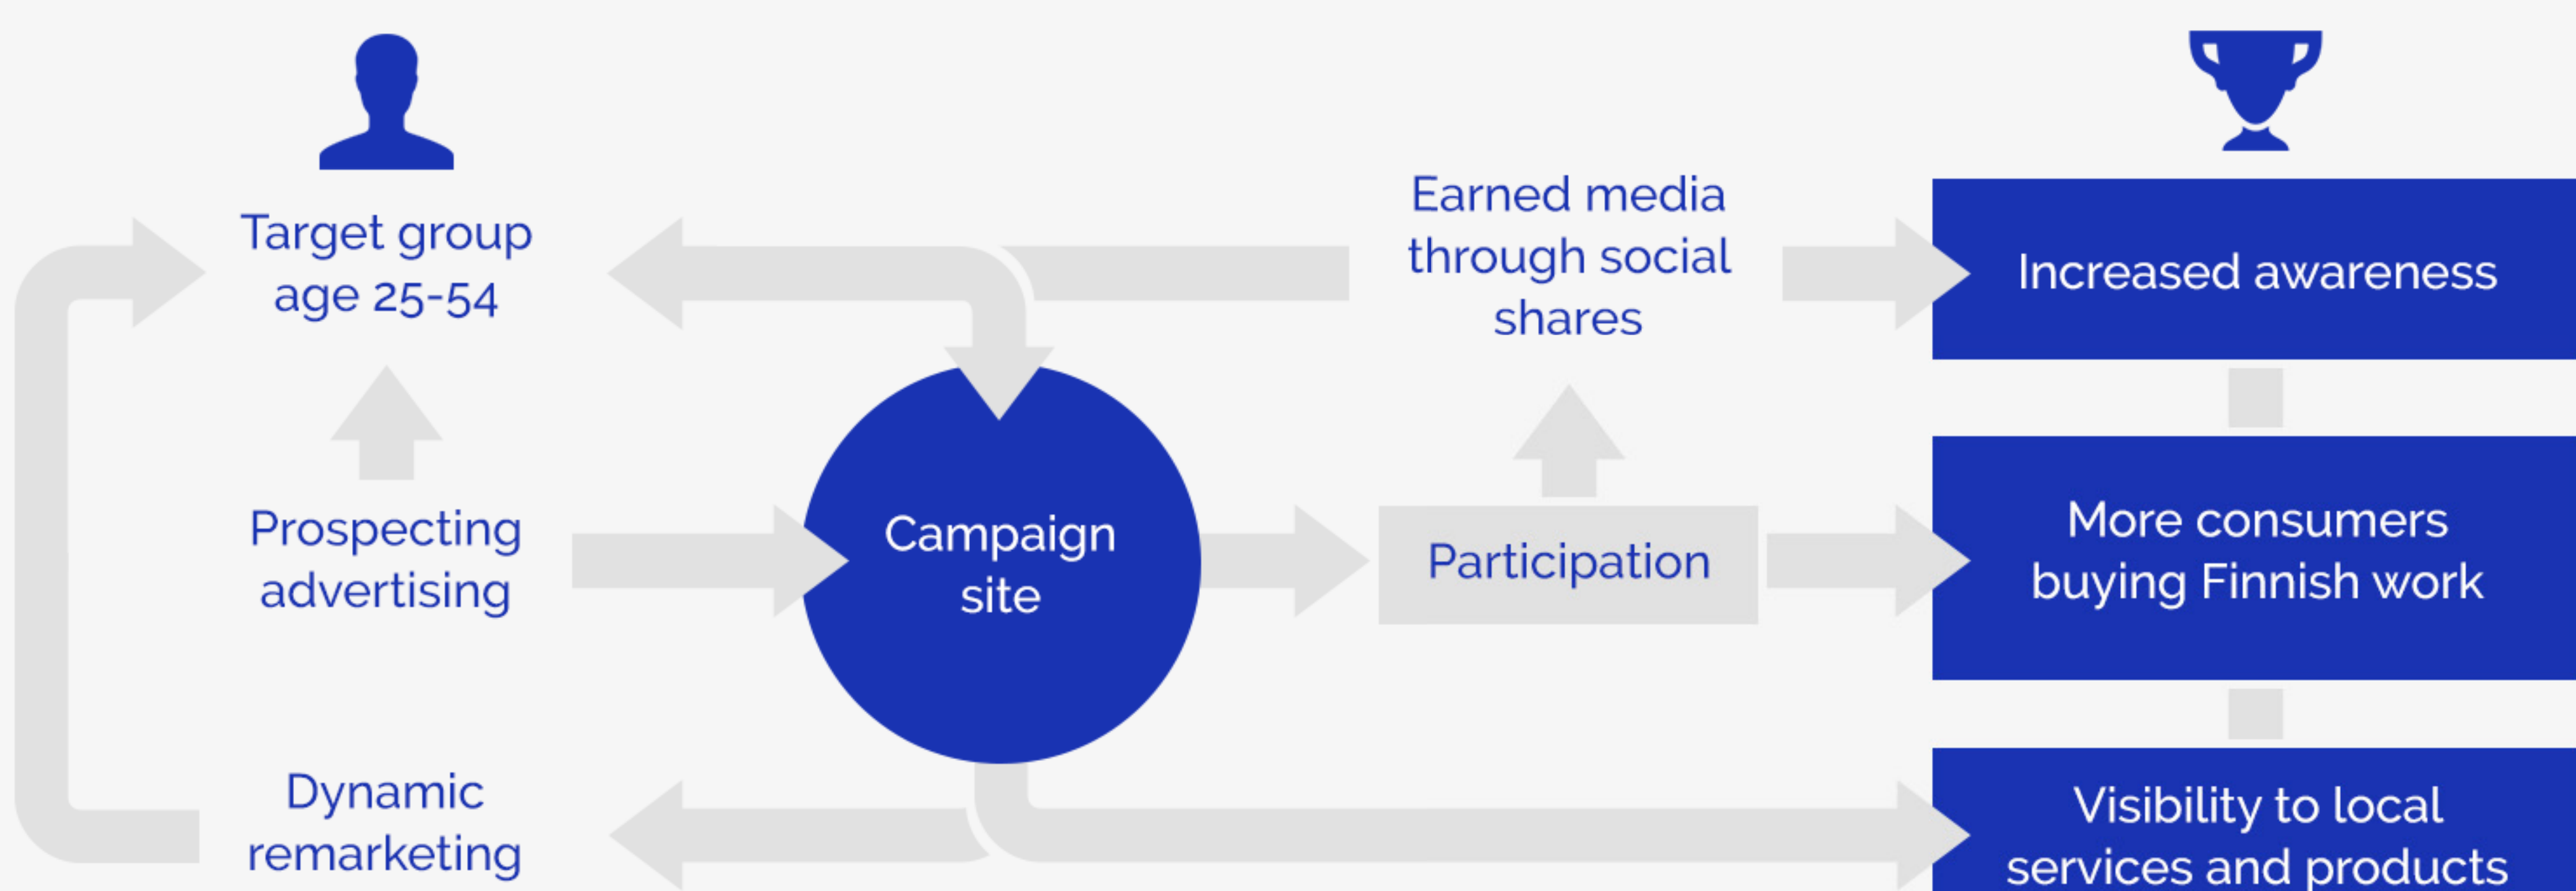 Target group
age 25-54
Earned media
through social
shares
Increased awareness
Prospecting
advertising
Campaign
site
Participation
More consumers
buying Finnish work
Dynamic
remarketing
Visibility to local
services and products